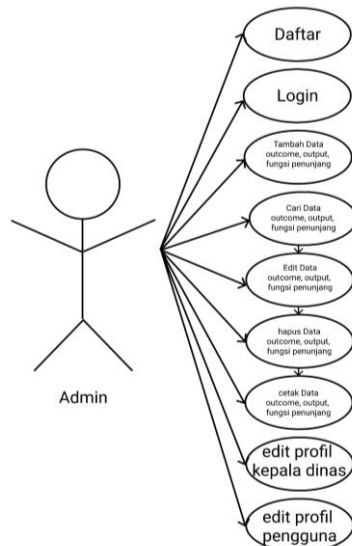 Daftar
Login
Tambah Data
outcome, output,
fungsi penunjang
Cari Data
outcome, output,
fungsi penunjang
Edit Data
outcome, output,
fungsi penunjang
hapus Data
outcome, output,
fungsi penunjang
cetak Data
outcome, output,
fungsi penunjang
edit profil
kepala dinas
edit profil
pengguna
Admin